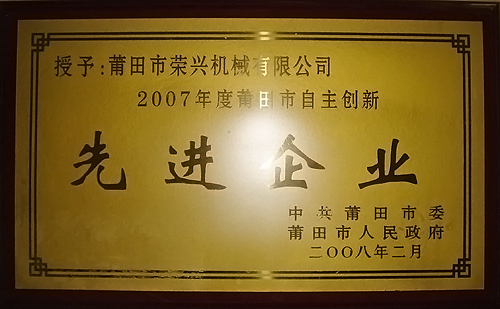 授予:莆田市荣兴机械有限公司
2007年度莆田市自主创新
先进企业
中共莆田市委
莆田市人民政府
二〇〇八年二月